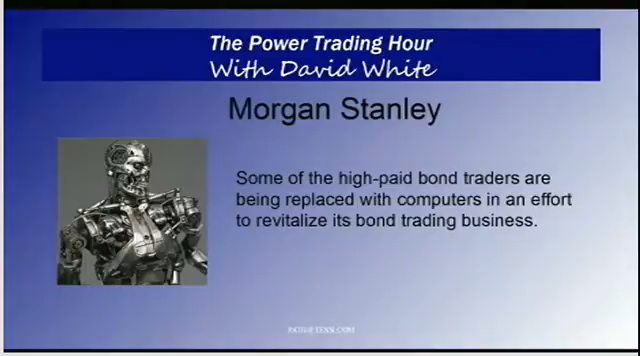 The Power Trading Hour
With David White
Morgan Stanley
Some of the high-paid bond traders are
being replaced with computers in an effort
to revitalize its bond trading business.